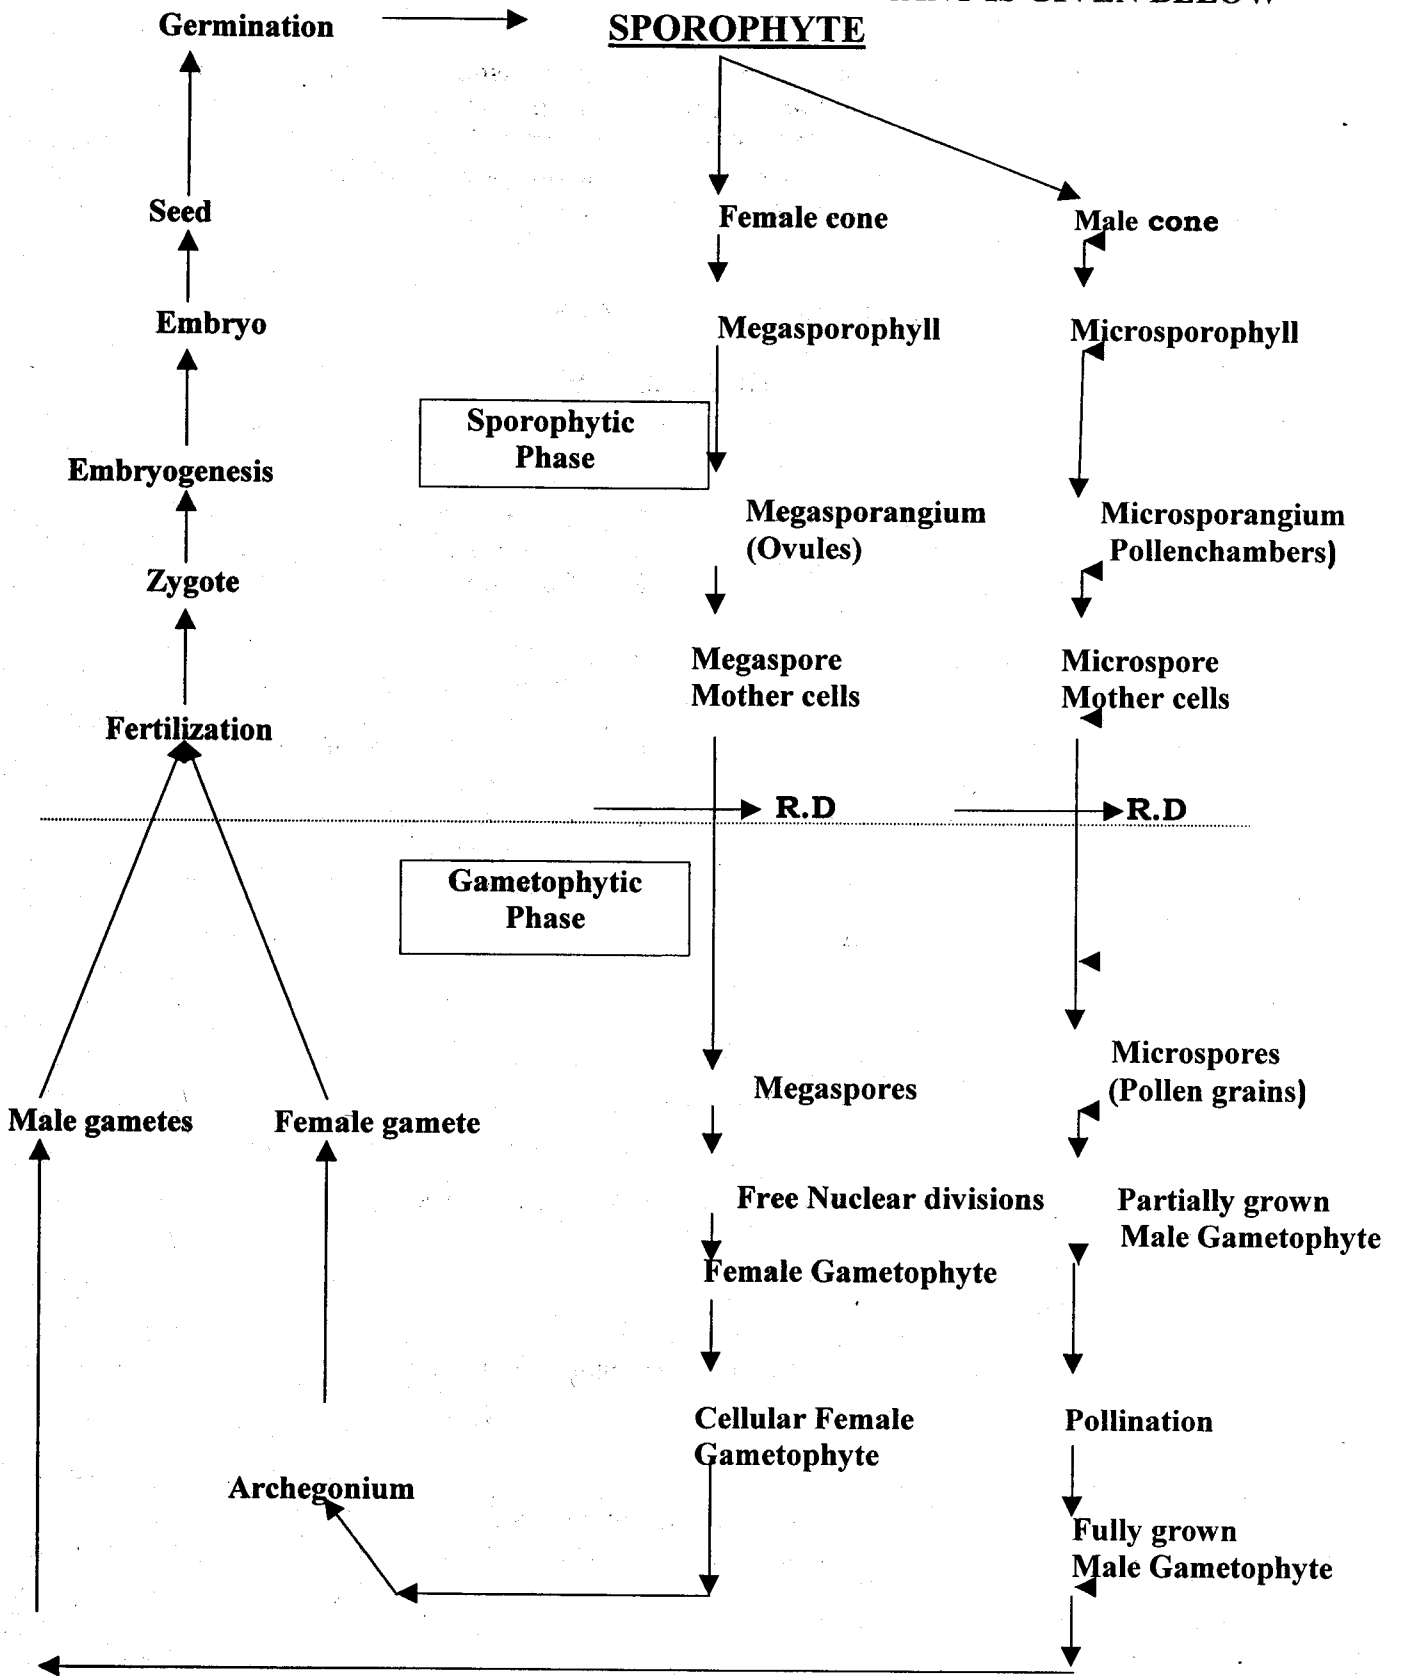 Germination
SPOROPHYTE
Seed
Female cone
Male cone
Embryo
Megasporophyll
Microsporophyll
Sporophytic
Phase
Embryogenesis
Megasporangium
(Ovules)
Microsporangium
Pollenchambers)
Zygote
Megaspore
Mother cells
Microspore
Mother cells
Fertilization
R.D
R.D
Gametophytic
Phase
Megaspores
Microspores
(Pollen grains)
Male gametes
Female gamete
Free Nuclear divisions
Partially grown
Male Gametophyte
Female Gametophyte
Cellular Female
Gametophyte
Pollination
Archegonium
Fully grown
Male Gametophyte